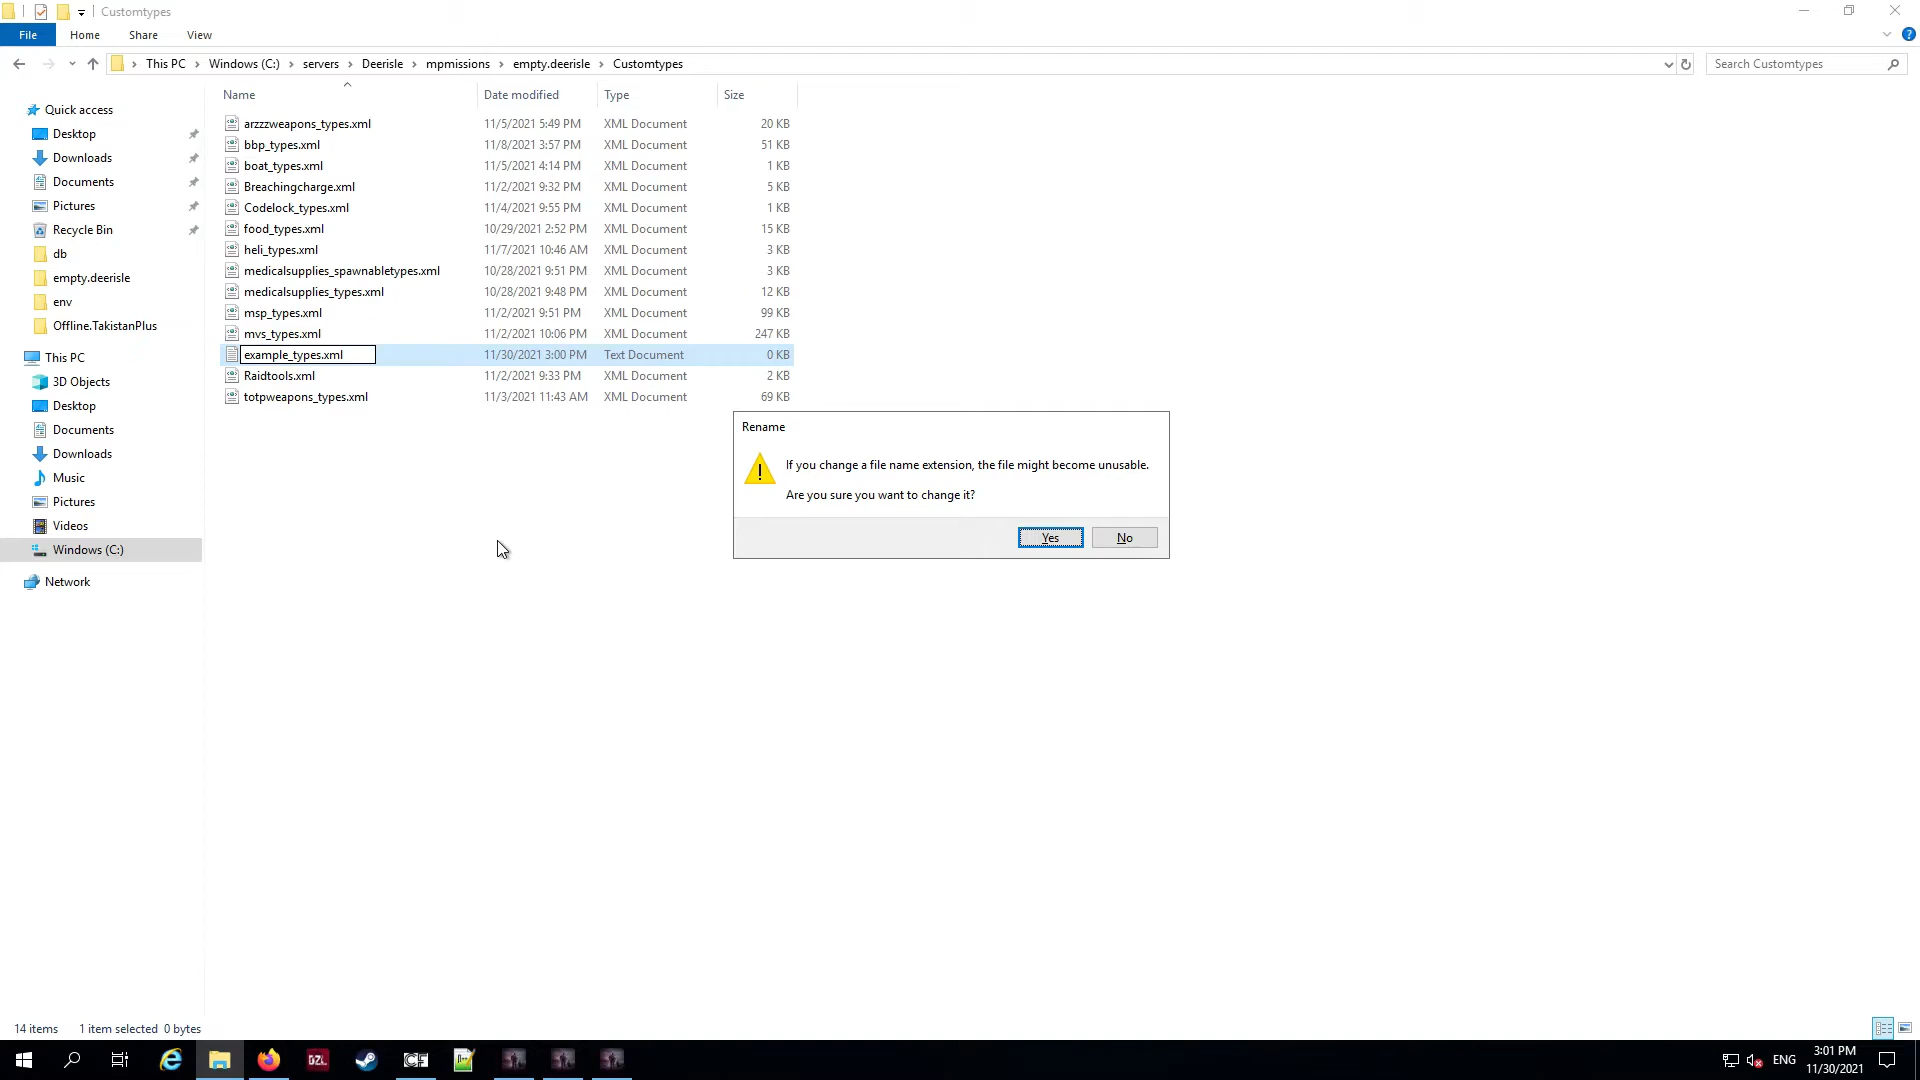 Customtypes
File Home Share View
This PC Windows (C:) servers Deerisle mpmissions empty.deerisle Customtypes
Search Customtypes
Name Date modified Type Size
arzzzweapons_types.xml 11/5/2021 5:49 PM XML Document 20 KB
bbp_types.xml 11/8/2021 3:57 PM XML Document 51 KB
boat_types.xml 11/5/2021 4:14 PM XML Document 1 KB
Breachingcharge.xml 11/2/2021 9:32 PM XML Document 5 KB
Codelock_types.xml 11/4/2021 9:55 PM XML Document 1 KB
food_types.xml 10/29/2021 2:52 PM XML Document 15 KB
heli_types.xml 11/7/2021 10:46 AM XML Document 3 KB
medicalsupplies_spawnabletypes.xml 10/28/2021 9:51 PM XML Document 3 KB
medicalsupplies_types.xml 10/28/2021 9:48 PM XML Document 12 KB
msp_types.xml 11/2/2021 9:51 PM XML Document 99 KB
mvs_types.xml 11/2/2021 10:06 PM XML Document 247 KB
example_types.xml 11/30/2021 3:00 PM Text Document 0 KB
Raidtools.xml 11/2/2021 9:33 PM XML Document 2 KB
totpweapons_types.xml 11/3/2021 11:43 AM XML Document 69 KB
Quick access
Desktop
Downloads
Documents
Pictures
Recycle Bin
db
empty.deerisle
env
Offline.TakistanPlus
This PC
3D Objects
Desktop
Documents
Downloads
Music
Pictures
Videos
Windows (C:)
Network
Rename
If you change a file name extension, the file might become unusable.
Are you sure you want to change it?
Yes No
14 items 1 item selected 0 bytes
DZL
CF
ENG
3:01 PM
11/30/2021